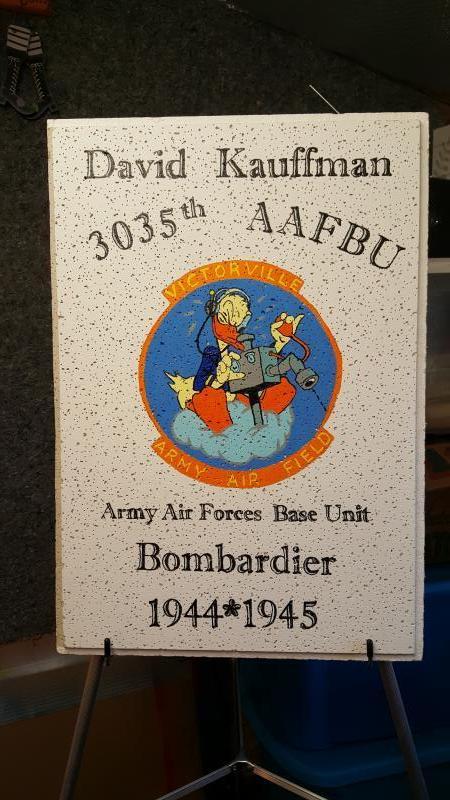 David Kauffman
3035th AAFBU
VICTORVILLE
ARMY AIR FIELD
Army Air Forces Base Unit
Bombardier
1944*1945